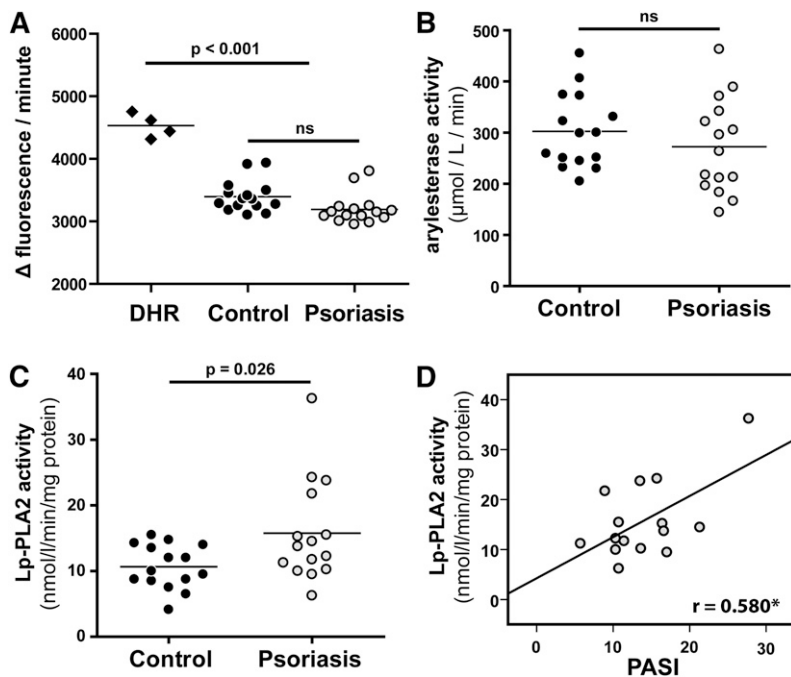 A
Δ fluorescence / minute
6000
5000
4000
3000
2000
p < 0.001
ns
DHR Control Psoriasis
B
arylesterase activity
(µmol / L / min)
500
400
300
200
100
0
ns
Control Psoriasis
C
Lp-PLA2 activity
(nmol/l/min/mg protein)
40
30
20
10
0
p = 0.026
Control Psoriasis
D
Lp-PLA2 activity
(nmol/l/min/mg protein)
40
30
20
10
0
r = 0.580*
0 10 20 30
PASI